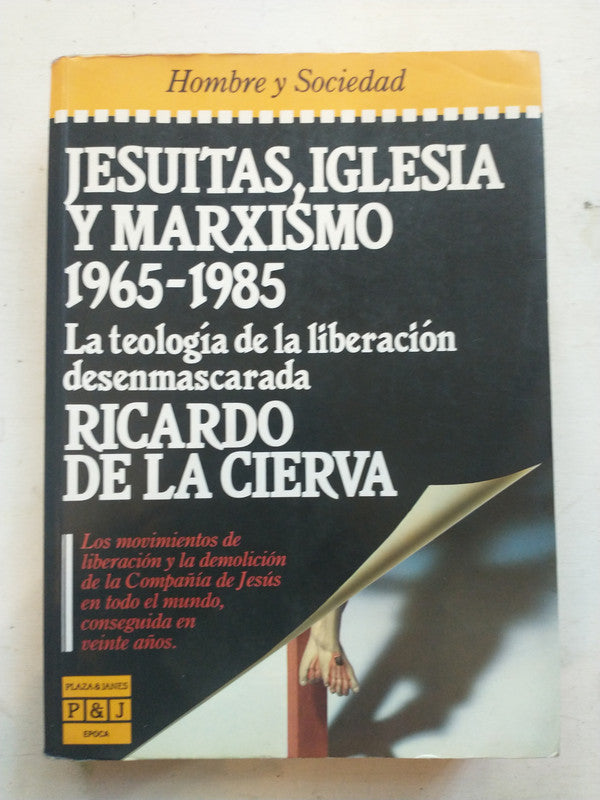 Hombre y Sociedad
JESUITAS, IGLESIA
Y MARXISMO
1965-1985
La teología de la liberación
desenmascarada
RICARDO
DE LA CIERVA
Los movimientos de
liberación y la demolición
de la Compañía de Jesús
en todo el mundo,
conseguida en
veinte años.
PLAZA & JANES
P & J
EPOCA